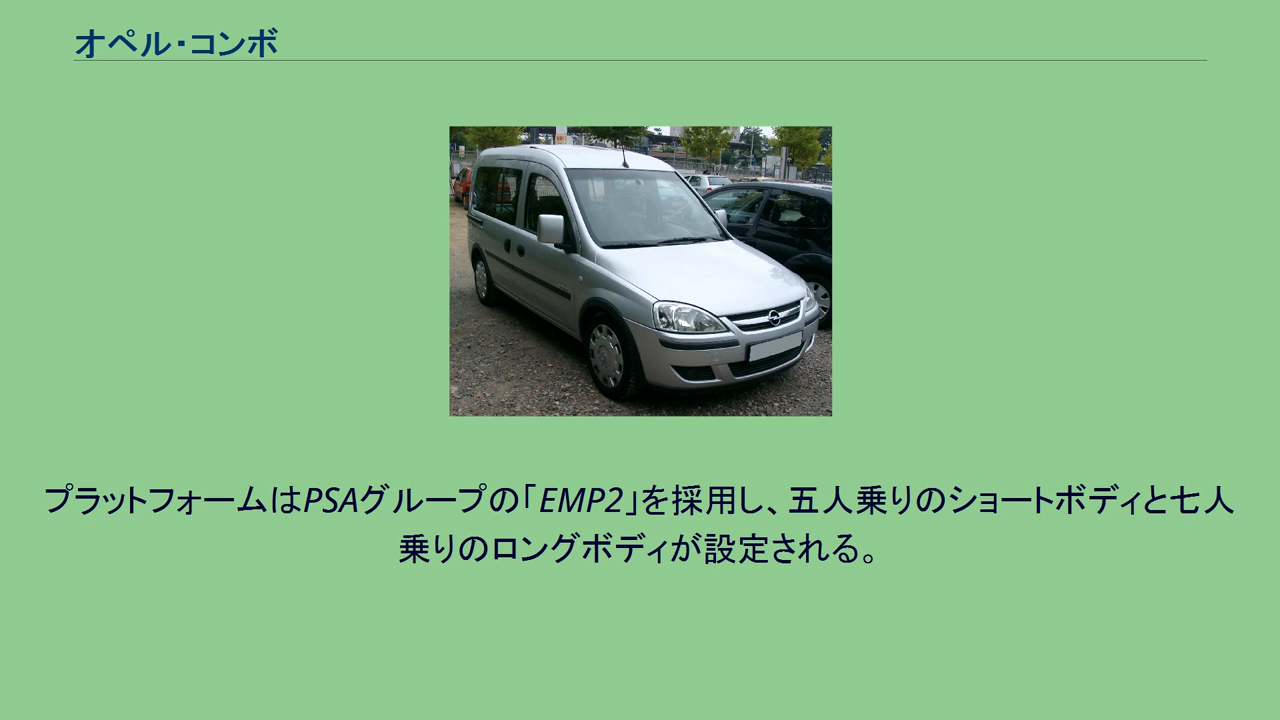 オペル・コンボ
プラットフォームはPSAグループの「EMP2」を採用し、五人乗りのショートボディと七人
乗りのロングボディが設定される。